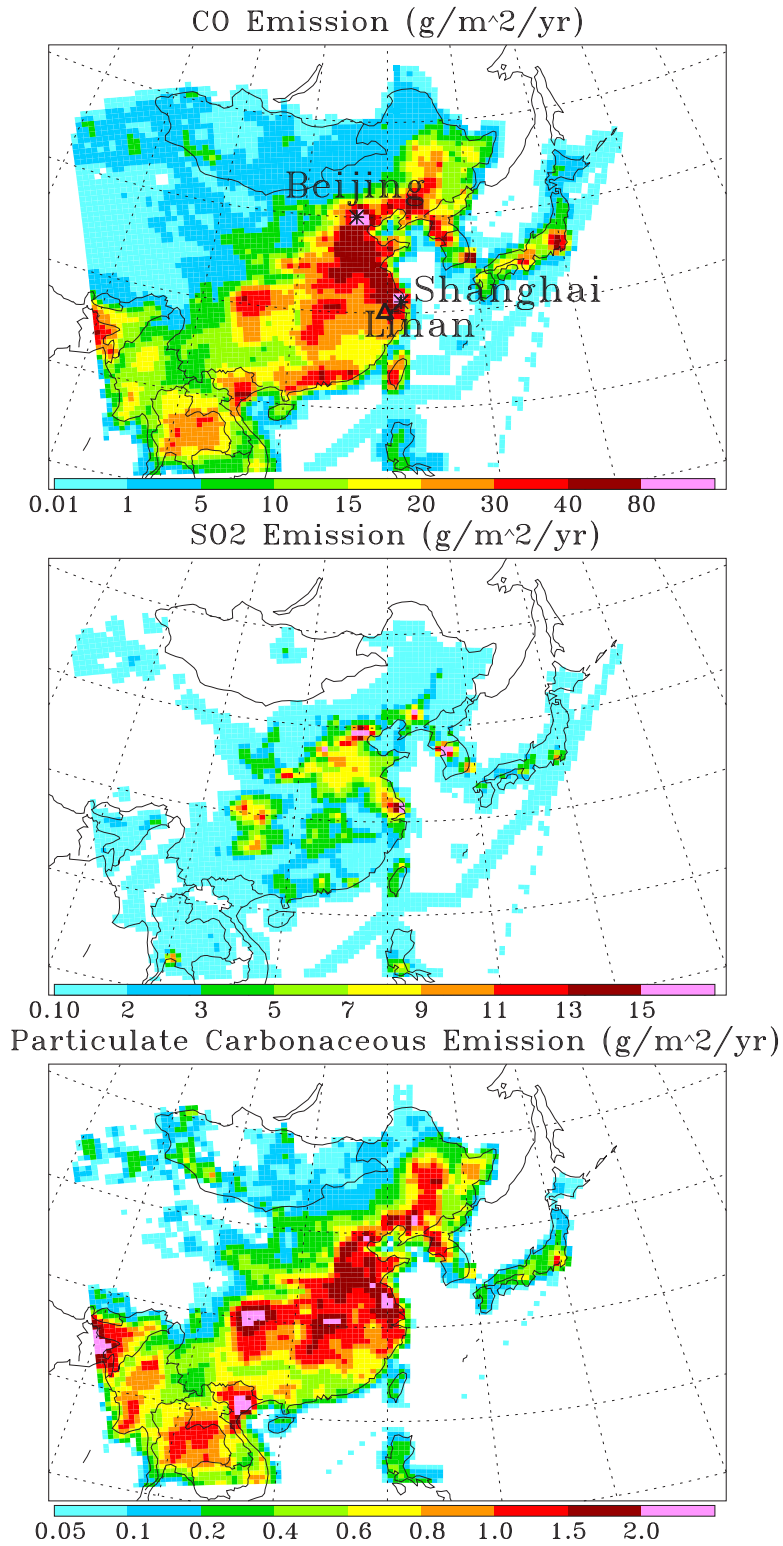 CO Emission (g/m^2/yr)
Beijing
Shanghai
Linan
0.01 1 5 10 15 20 30 40 80
SO2 Emission (g/m^2/yr)
0.10 2 3 5 7 9 11 13 15
Particulate Carbonaceous Emission (g/m^2/yr)
0.05 0.1 0.2 0.4 0.6 0.8 1.0 1.5 2.0